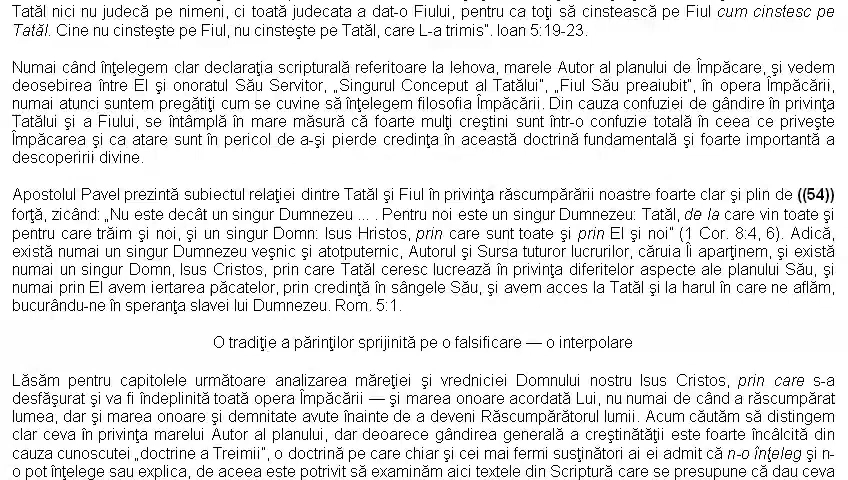 Tatăl nici nu judecă pe nimeni, ci toată judecata a dat-o Fiului, pentru ca toţi să cinstească pe Fiul cum cinstesc pe
Tatăl. Cine nu cinsteşte pe Fiul, nu cinsteşte pe Tatăl, care L-a trimis”. Ioan 5:19-23.
Numai când înţelegem clar declaraţia scripturală referitoare la Iehova, marele Autor al planului de Împăcare, şi vedem
deosebirea între El şi onoratul Său Servitor, „Singurul Conceput al Tatălui”, „Fiul Său preaiubit”, în opera Împăcării,
numai atunci suntem pregătiţi cum se cuvine să înţelegem filosofia Împăcării. Din cauza confuziei de gândire în privinţa
Tatălui şi a Fiului, se întâmplă în mare măsură că foarte mulţi creştini sunt într-o confuzie totală în ceea ce priveşte
Împăcarea şi ca atare sunt în pericol de a-şi pierde credinţa în această doctrină fundamentală şi foarte importantă a
descoperirii divine.
Apostolul Pavel prezintă subiectul relaţiei dintre Tatăl şi Fiul în privinţa răscumpărării noastre foarte clar şi plin de ((54))
forţă, zicând: „Nu este decât un singur Dumnezeu ... . Pentru noi este un singur Dumnezeu: Tatăl, de la care vin toate şi
pentru care trăim şi noi, şi un singur Domn: Isus Hristos, prin care sunt toate şi prin El şi noi” (1 Cor. 8:4, 6). Adică,
există numai un singur Dumnezeu veşnic şi atotputernic, Autorul şi Sursa tuturor lucrurilor, căruia Îi aparţinem, şi există
numai un singur Domn, Isus Cristos, prin care Tatăl ceresc lucrează în privinţa diferitelor aspecte ale planului Său, şi
numai prin El avem iertarea păcatelor, prin credinţă în sângele Său, şi avem acces la Tatăl şi la harul în care ne aflăm,
bucurându-ne în speranţa slavei lui Dumnezeu. Rom. 5:1.
O tradiţie a părinţilor sprijinită pe o falsificare — o interpolare
Lăsăm pentru capitolele următoare analizarea măreţiei şi vredniciei Domnului nostru Isus Cristos, prin care s-a
desfăşurat şi va fi îndeplinită toată opera Împăcării — şi marea onoare acordată Lui, nu numai de când a răscumpărat
lumea, dar şi marea onoare şi demnitate avute înainte de a deveni Răscumpărătorul lumii. Acum căutăm să distingem
clar ceva în privinţa marelui Autor al planului, dar deoarece gândirea generală a creştinătăţii este foarte încâlcită din
cauza cunoscutei „doctrine a Treimii”, o doctrină pe care chiar şi cei mai fermi susţinători ai ei admit că n-o înţeleg şi n-
o pot înţelege sau explica, de aceea este potrivit să examinăm aici textele din Scriptură care se presupune că dau ceva